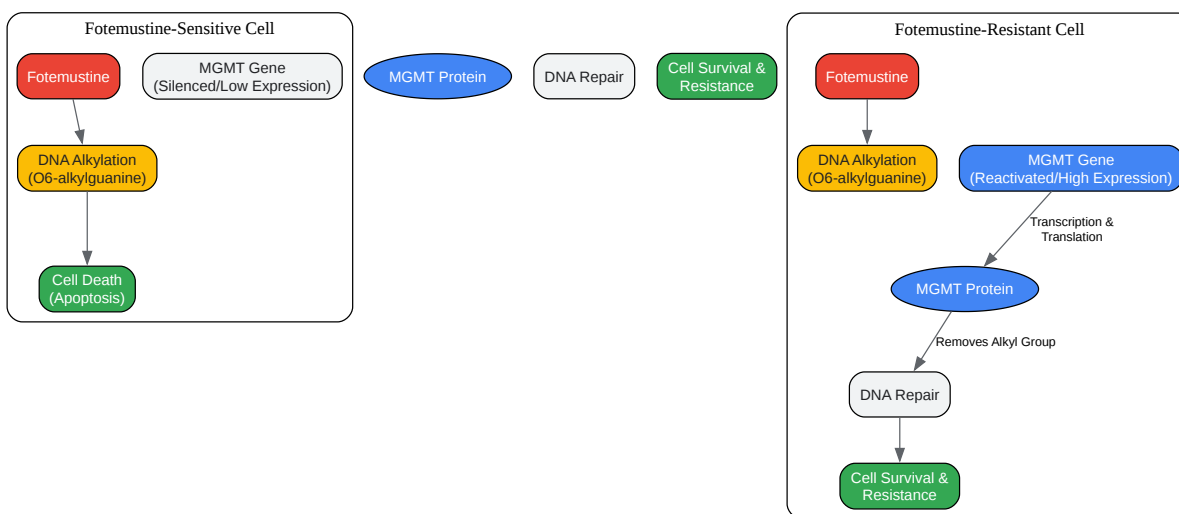 Fotemustine-Sensitive Cell
Fotemustine
MGMT Gene
(Silenced/Low Expression)
DNA Alkylation
(O6-alkylguanine)
Cell Death
(Apoptosis)
MGMT Protein
DNA Repair
Cell Survival &
Resistance
Fotemustine-Resistant Cell
Fotemustine
DNA Alkylation
(O6-alkylguanine)
MGMT Gene
(Reactivated/High Expression)
Transcription &
Translation
MGMT Protein
Removes Alkyl Group
DNA Repair
Cell Survival &
Resistance